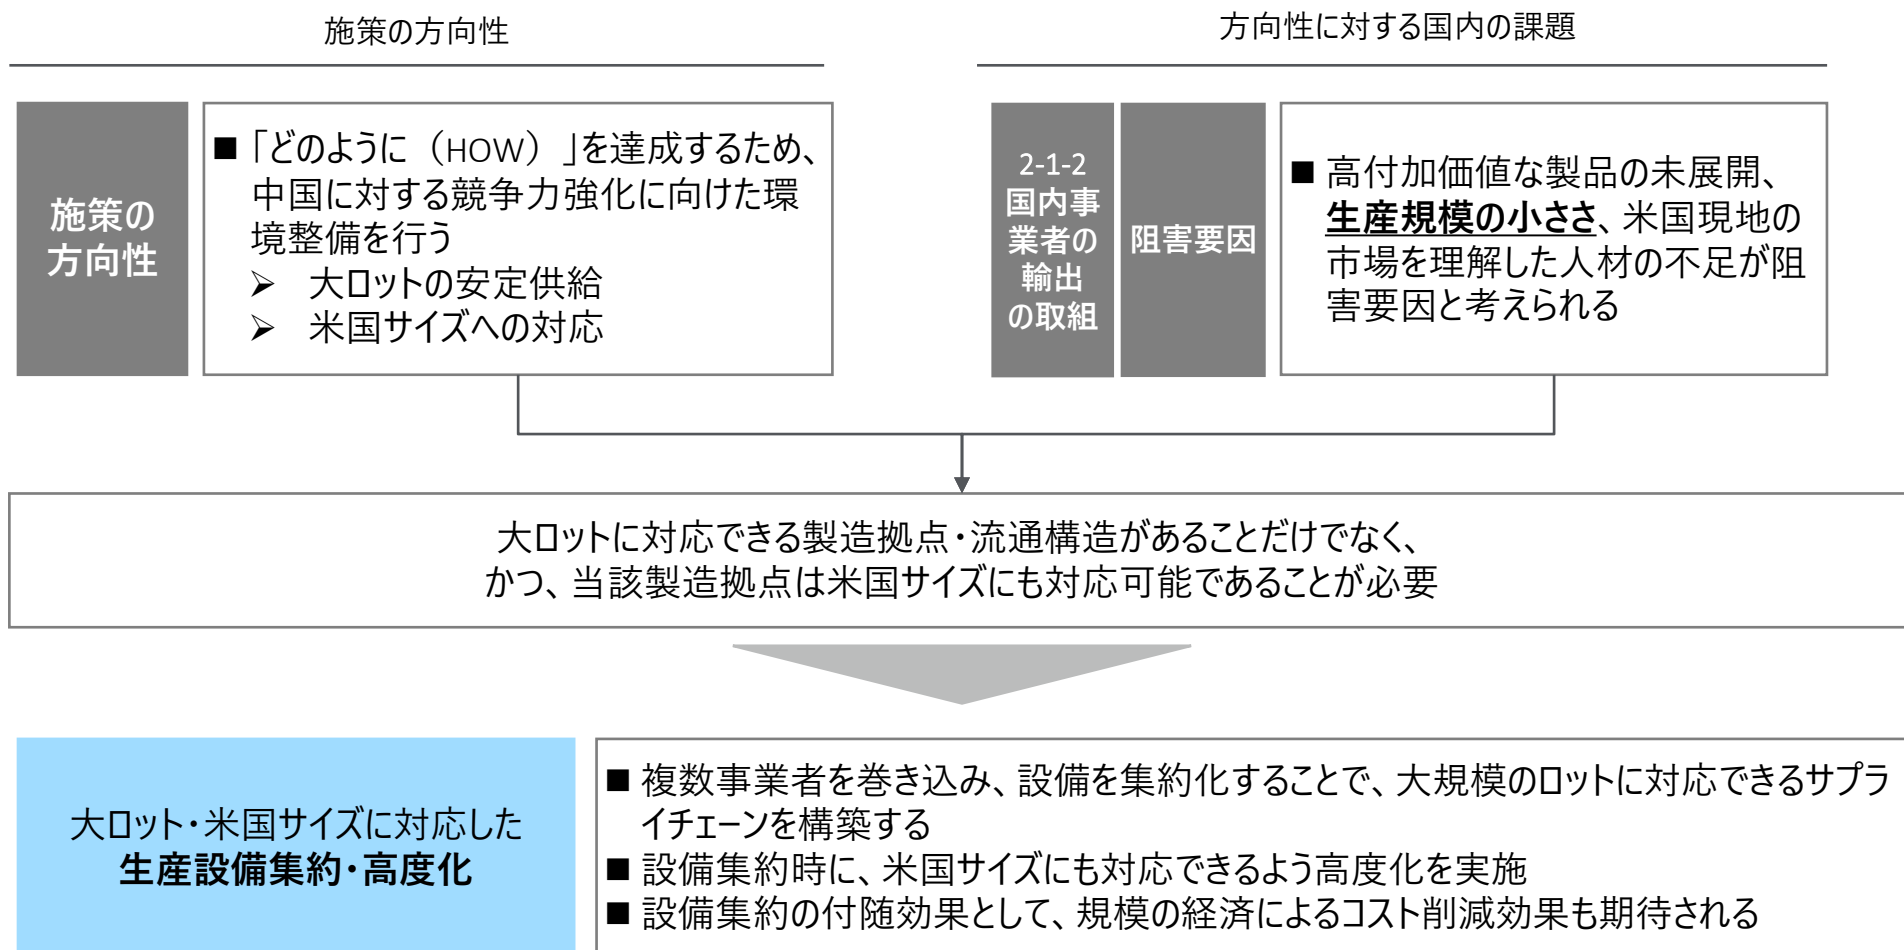 施策の方向性
方向性に対する国内の課題
施策の
方向性
■「どのように（HOW）」を達成するため、
中国に対する競争力強化に向けた環
境整備を行う
➢ 大ロットの安定供給
➢ 米国サイズへの対応
2-1-2
国内事
業者の
輸出
の取組
阻害要因
■ 高付加価値な製品の未展開、
生産規模の小ささ、米国現地の
市場を理解した人材の不足が阻
害要因と考えられる
大ロットに対応できる製造拠点・流通構造があることだけでなく、
かつ、当該製造拠点は米国サイズにも対応可能であることが必要
大ロット・米国サイズに対応した
生産設備集約・高度化
■ 複数事業者を巻き込み、設備を集約化することで、大規模のロットに対応できるサプラ
イチェーンを構築する
■ 設備集約時に、米国サイズにも対応できるよう高度化を実施
■ 設備集約の付随効果として、規模の経済によるコスト削減効果も期待される